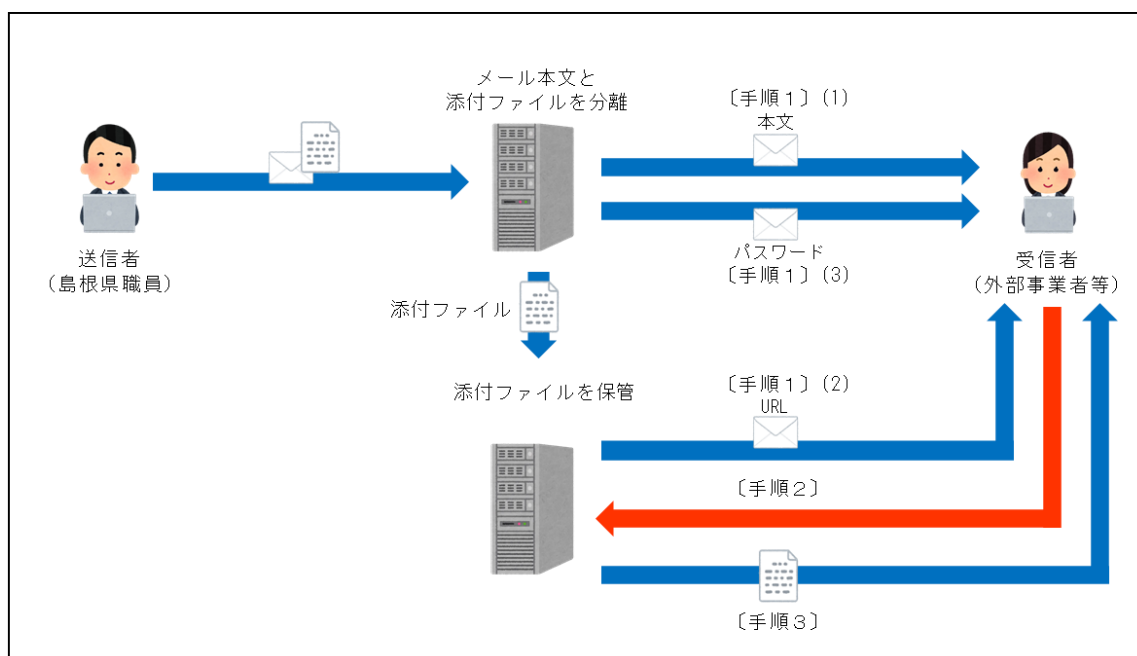 メール本文と
添付ファイルを分離
〔手順１〕(1)
本文
パスワード
〔手順１〕(3)
送信者
（島根県職員）
受信者
（外部事業者等）
添付ファイル
添付ファイルを保管
〔手順１〕(2)
URL
〔手順２〕
〔手順３〕